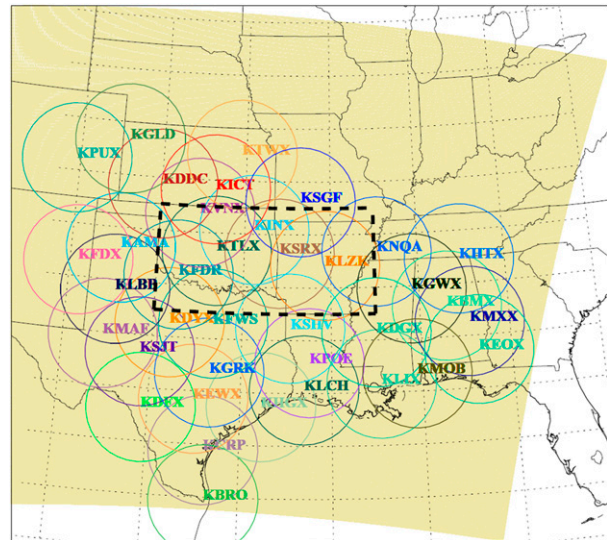 KGLD
KPUX
KTWX
KDDC
KICT
KSGF
KVNX
KINX
KAMA
KTLX
KSRX
KNQA
KHTX
KFDX
KFDR
KLZK
KLBB
KGWX
KBMX
KMAF
KDYX
KFWS
KSHV
KDGX
KMXX
KSJT
KPOE
KEOX
KGRK
KLCH
KLIX
KMOB
KDFX
KEWX
KHGX
KCRP
KBRO